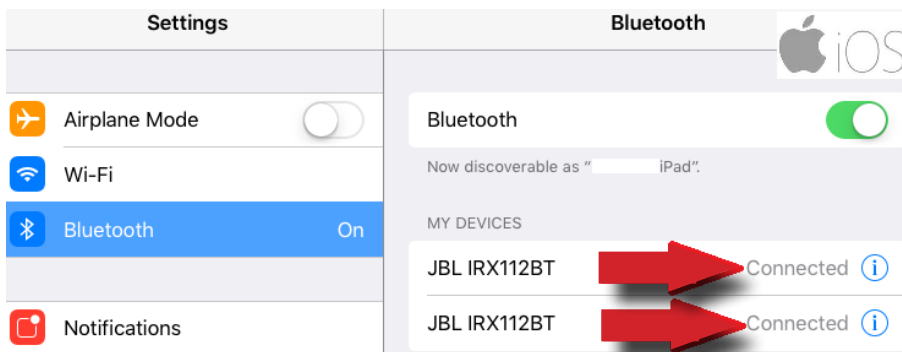 Settings
Bluetooth
iOS
Airplane Mode
Wi-Fi
Bluetooth On
Notifications
Bluetooth
Now discoverable as “ iPad”.
MY DEVICES
JBL IRX112BT Connected
JBL IRX112BT Connected